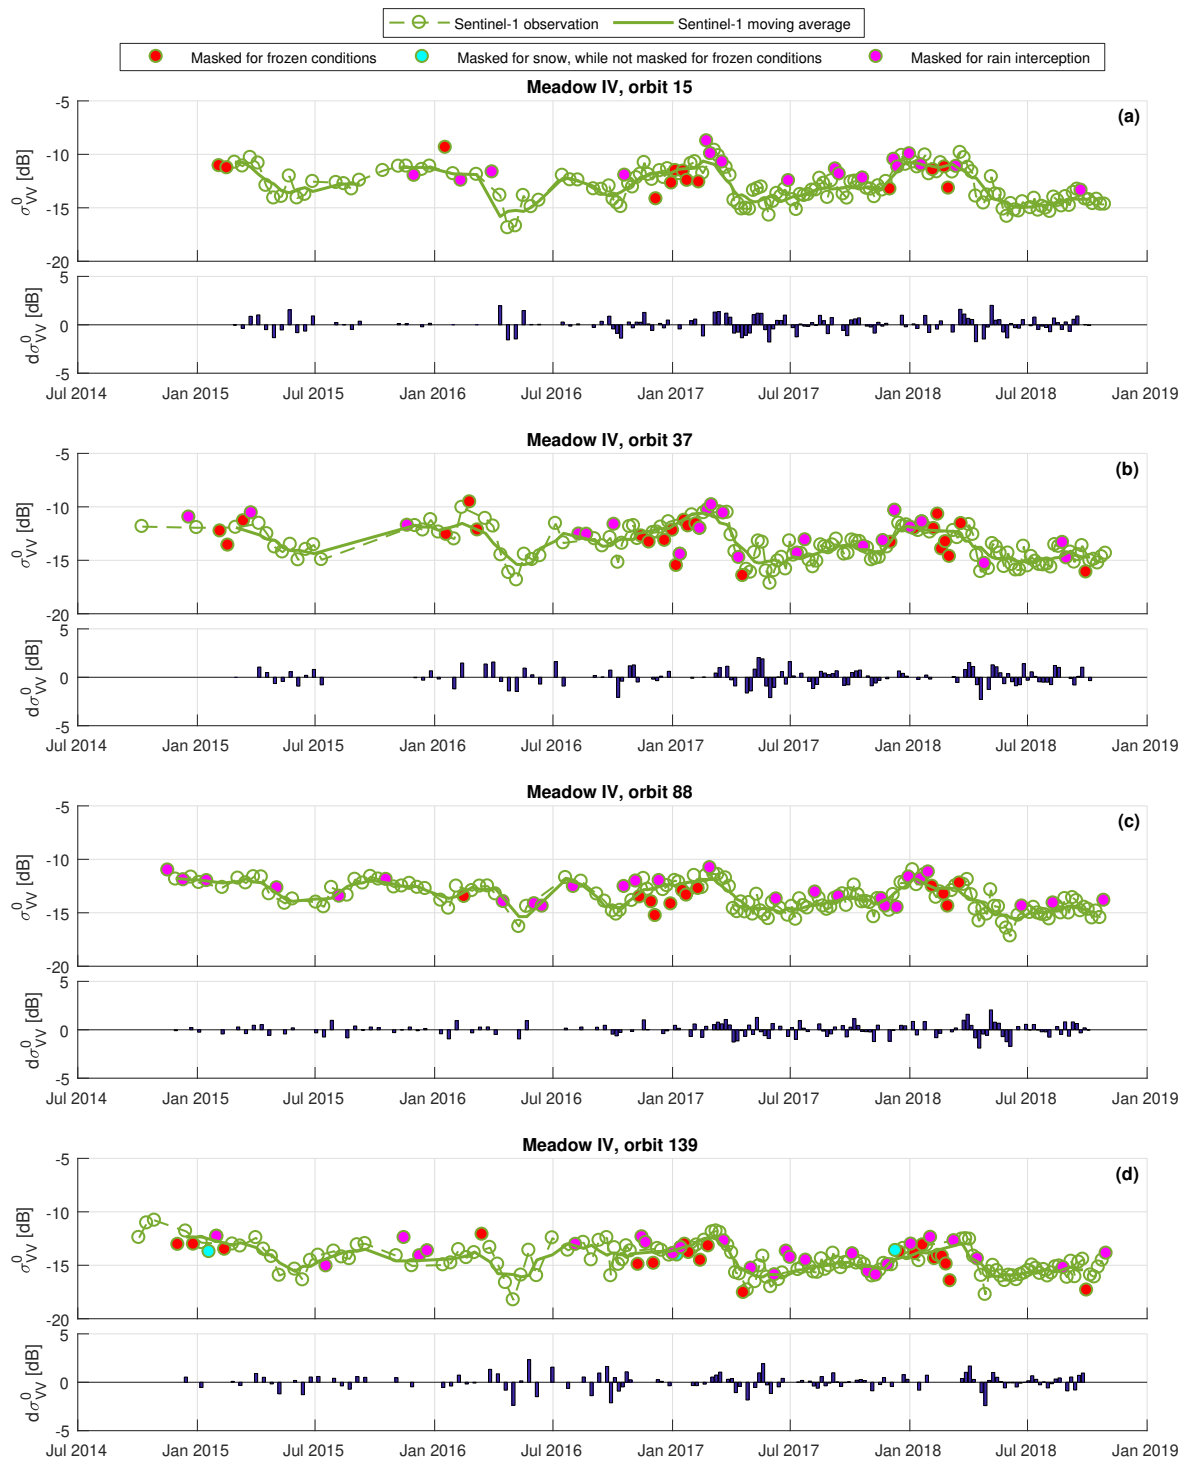 Sentinel-1 observation Sentinel-1 moving average
Masked for frozen conditions Masked for snow, while not masked for frozen conditions Masked for rain interception
Meadow IV, orbit 15
(a)
-5
-10
-15
-20
σ⁰VV [dB]
5
0
-5
dσ⁰VV [dB]
Jul 2014 Jan 2015 Jul 2015 Jan 2016 Jul 2016 Jan 2017 Jul 2017 Jan 2018 Jul 2018 Jan 2019
Meadow IV, orbit 37
(b)
-5
-10
-15
-20
σ⁰VV [dB]
5
0
-5
dσ⁰VV [dB]
Jul 2014 Jan 2015 Jul 2015 Jan 2016 Jul 2016 Jan 2017 Jul 2017 Jan 2018 Jul 2018 Jan 2019
Meadow IV, orbit 88
(c)
-5
-10
-15
-20
σ⁰VV [dB]
5
0
-5
dσ⁰VV [dB]
Jul 2014 Jan 2015 Jul 2015 Jan 2016 Jul 2016 Jan 2017 Jul 2017 Jan 2018 Jul 2018 Jan 2019
Meadow IV, orbit 139
(d)
-5
-10
-15
-20
σ⁰VV [dB]
5
0
-5
dσ⁰VV [dB]
Jul 2014 Jan 2015 Jul 2015 Jan 2016 Jul 2016 Jan 2017 Jul 2017 Jan 2018 Jul 2018 Jan 2019